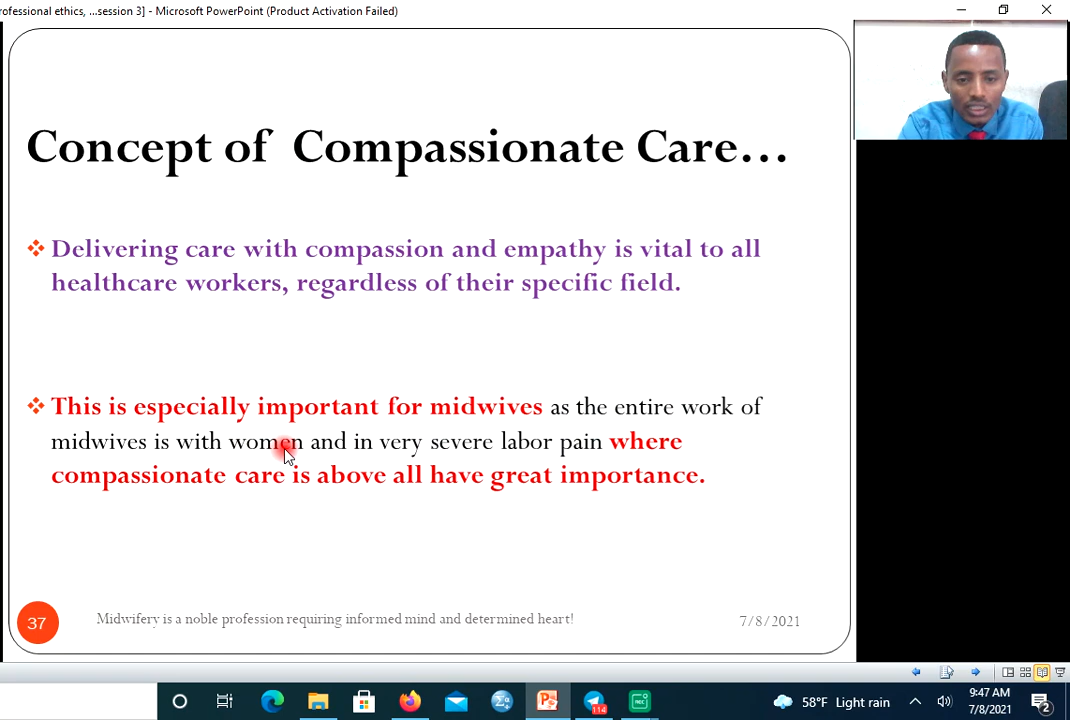 rofessional ethics, ...session 3] - Microsoft PowerPoint (Product Activation Failed)
Concept of Compassionate Care...
Delivering care with compassion and empathy is vital to all
healthcare workers, regardless of their specific field.
This is especially important for midwives as the entire work of
midwives is with women and in very severe labor pain where
compassionate care is above all have great importance.
37
Midwifery is a noble profession requiring informed mind and determined heart!
7/8/2021
114
REC
58°F Light rain
9:47 AM
7/8/2021
2